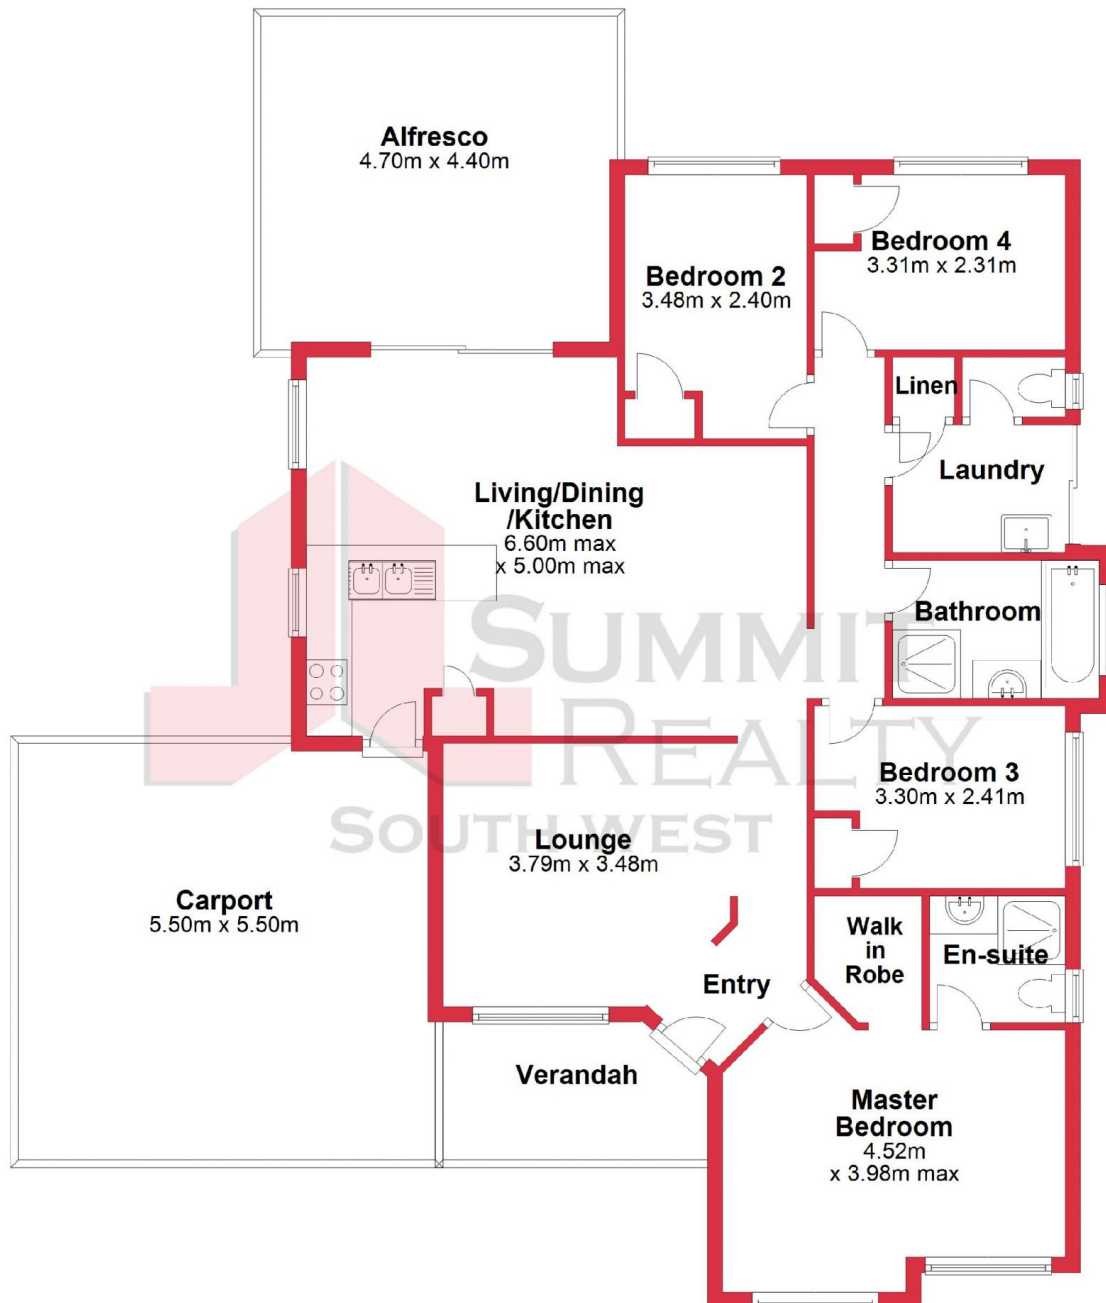 Alfresco
4.70m x 4.40m
Bedroom 2
3.48m x 2.40m
Bedroom 4
3.31m x 2.31m
Linen
Laundry
Living/Dining
/Kitchen
6.60m max
x 5.00m max
Bathroom
SUMMIT
REALTY
SOUTH WEST
Bedroom 3
3.30m x 2.41m
Lounge
3.79m x 3.48m
Carport
5.50m x 5.50m
Walk
in
Robe
En-suite
Entry
Verandah
Master
Bedroom
4.52m
x 3.98m max